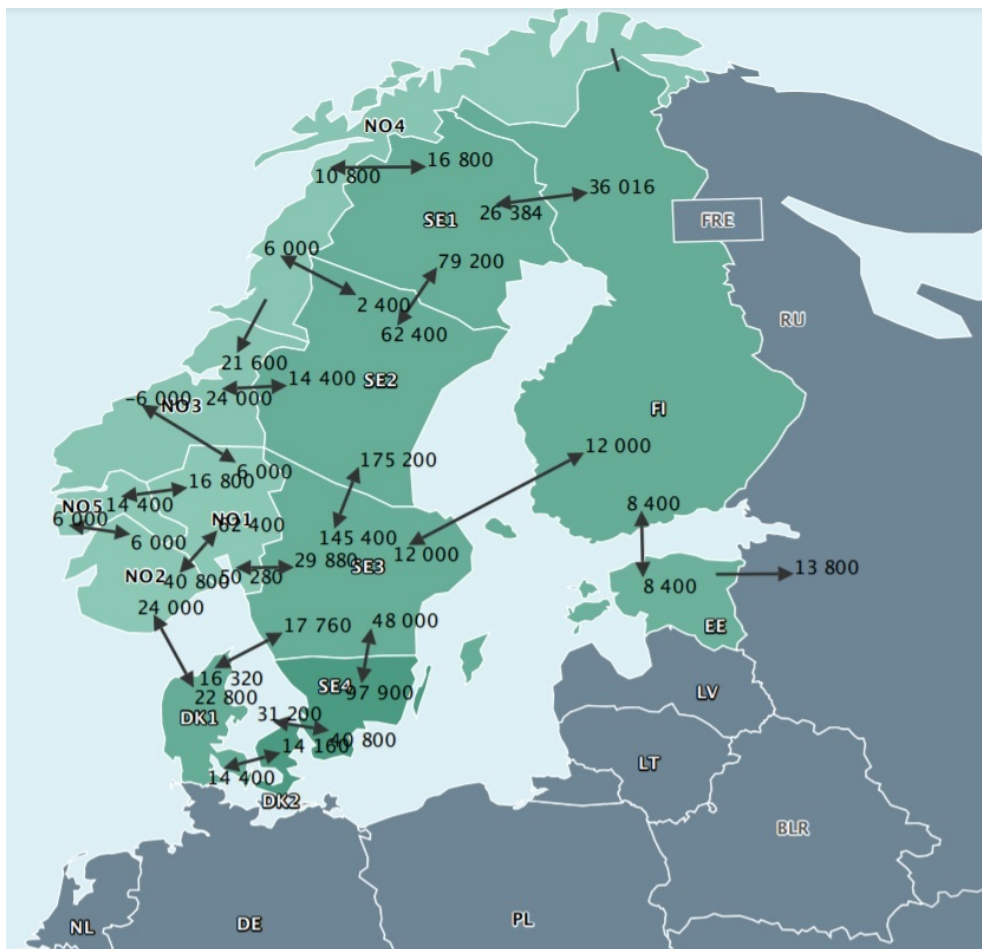 NO4
16 800
10 800
36 016
26 384
SE1
FRE
6 000
79 200
2 400
62 400
RU
21 600
14 400
SE2
24 000
–6 000
NO3
FI
12 000
6 000
175 200
16 800
14 400
NO5
6 000
NO1
62 400
8 400
6 000
145 400
12 000
29 880
SE3
50 280
NO2
40 800
13 800
8 400
24 000
17 760
48 000
EE
16 320
SE4
97 900
LV
22 800
DK1
31 200
40 800
14 160
LT
14 400
DK2
BLR
NL
DE
PL